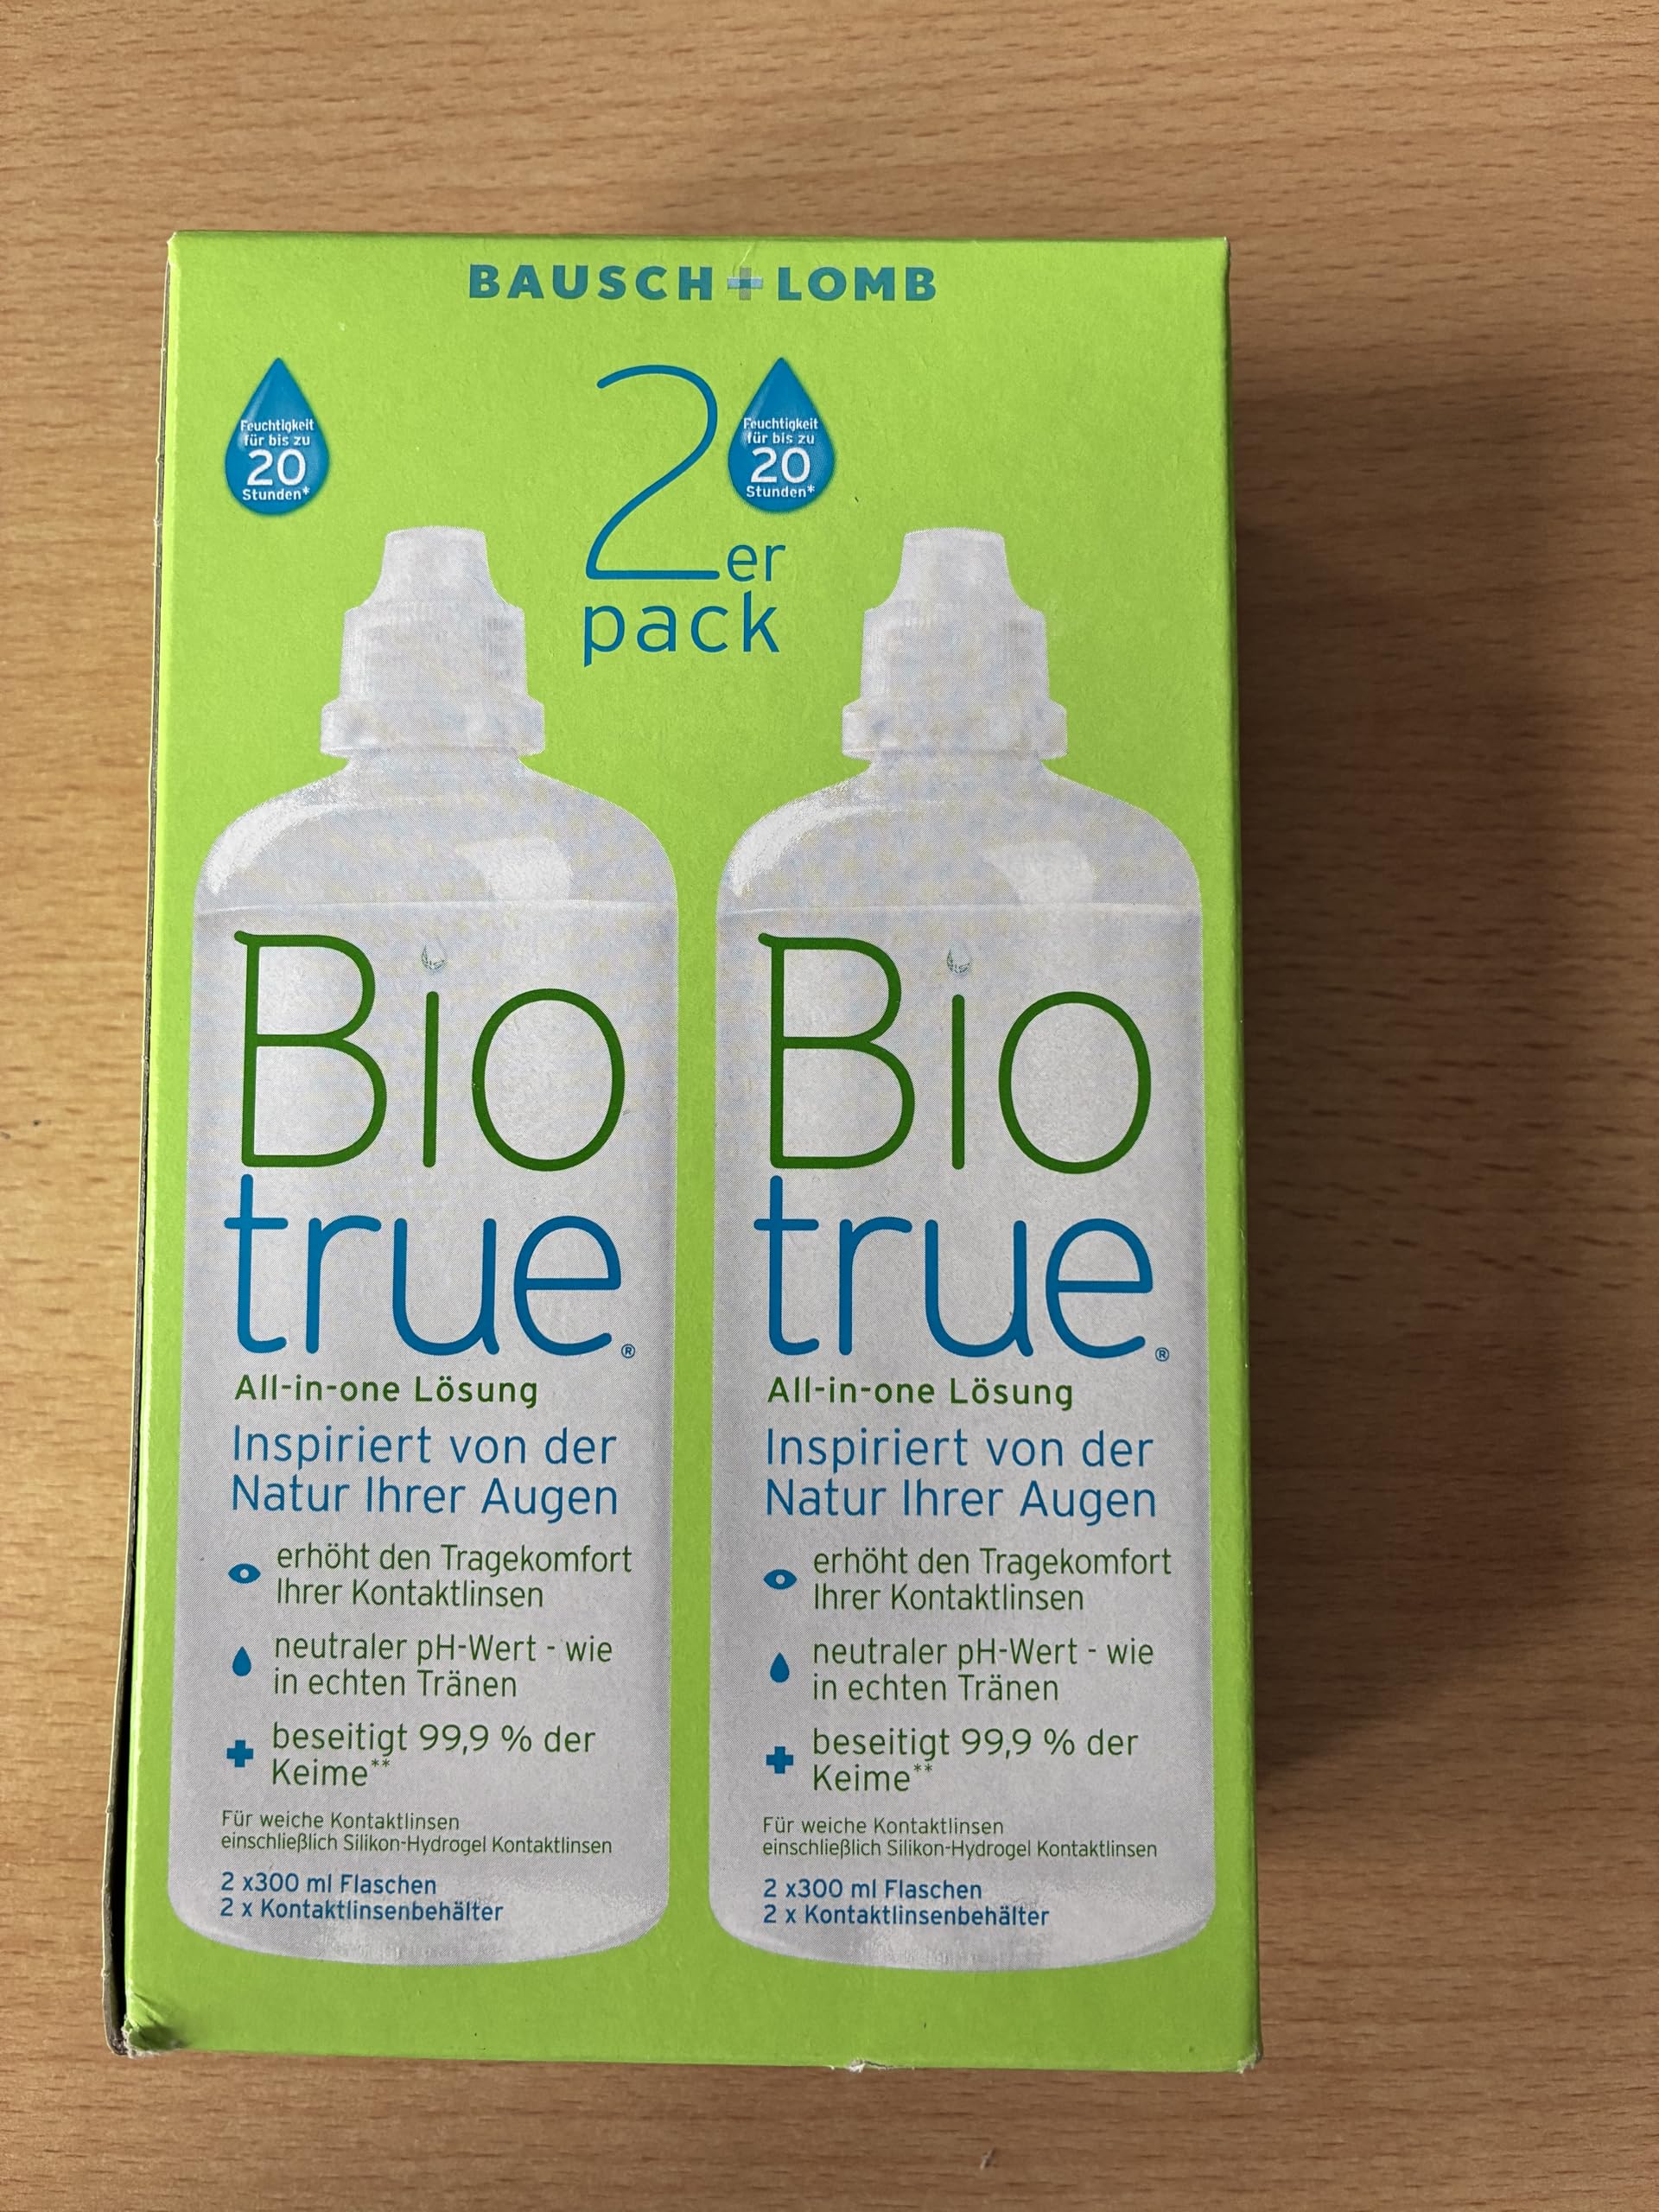 BAUSCH + LOMB
Feuchtigkeit
für bis zu
20
Stunden*
2er
pack
Feuchtigkeit
für bis zu
20
Stunden*
Bio
true®
All-in-one Lösung
Inspiriert von der
Natur Ihrer Augen
erhöht den Tragekomfort
Ihrer Kontaktlinsen
neutraler pH-Wert - wie
in echten Tränen
beseitigt 99,9 % der
Keime**
Für weiche Kontaktlinsen
einschließlich Silikon-Hydrogel Kontaktlinsen
2 x300 ml Flaschen
2 x Kontaktlinsenbehälter
Bio
true®
All-in-one Lösung
Inspiriert von der
Natur Ihrer Augen
erhöht den Tragekomfort
Ihrer Kontaktlinsen
neutraler pH-Wert - wie
in echten Tränen
beseitigt 99,9 % der
Keime**
Für weiche Kontaktlinsen
einschließlich Silikon-Hydrogel Kontaktlinsen
2 x300 ml Flaschen
2 x Kontaktlinsenbehälter